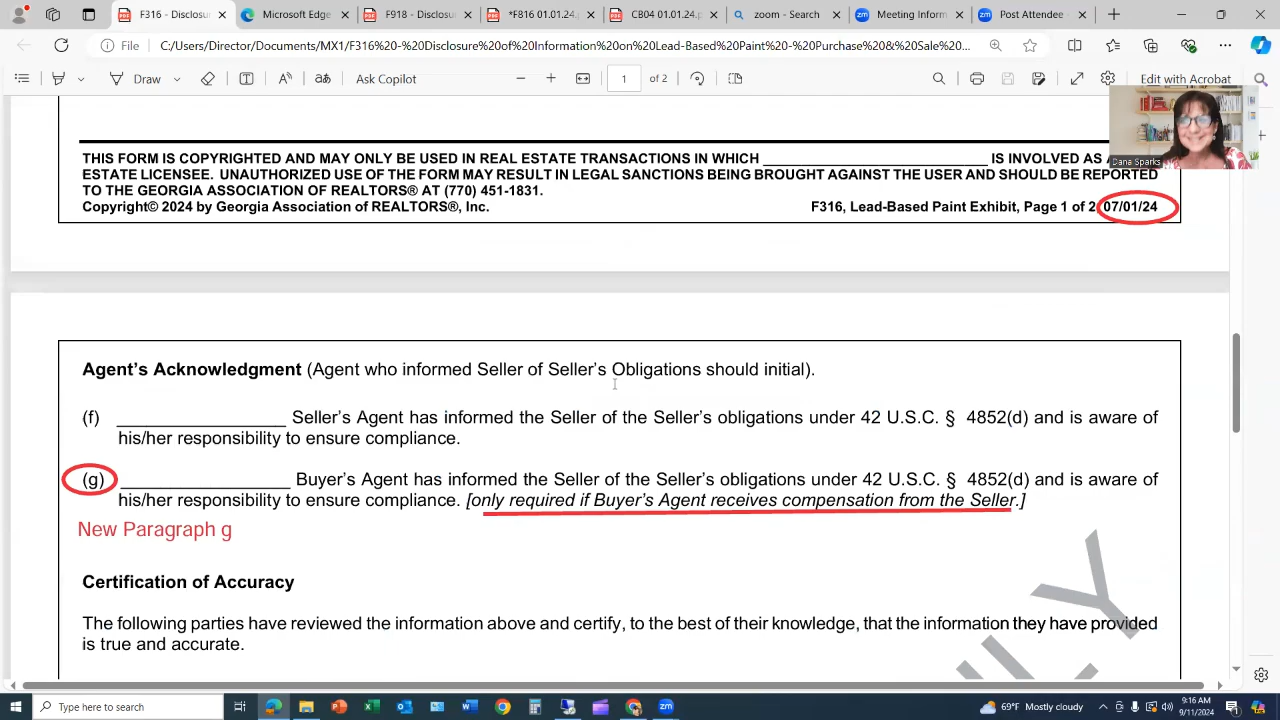 F316 - Disclosu
Microsoft Edge
F918 - Disclosu
*F816 01.01.24.p
CB04 01.01.24.p
zoom - Search
Meeting Inform
Post Attendee -
File
C:/Users/Director/Documents/MX1/F316%20-%20Disclosure%20of%20Information%20on%20Lead-Based%20Paint%20-%20Purchase%20&%20Sale%20...
Draw
Ask Copilot
1
of 2
Edit with Acrobat
Dana Sparks
THIS FORM IS COPYRIGHTED AND MAY ONLY BE USED IN REAL ESTATE TRANSACTIONS IN WHICH ____________________________ IS INVOLVED AS A
ESTATE LICENSEE. UNAUTHORIZED USE OF THE FORM MAY RESULT IN LEGAL SANCTIONS BEING BROUGHT AGAINST THE USER AND SHOULD BE REPORTED
TO THE GEORGIA ASSOCIATION OF REALTORS® AT (770) 451-1831.
Copyright© 2024 by Georgia Association of REALTORS®, Inc. F316, Lead-Based Paint Exhibit, Page 1 of 2, 07/01/24
Agent's Acknowledgment (Agent who informed Seller of Seller's Obligations should initial).
(f) _________________ Seller's Agent has informed the Seller of the Seller's obligations under 42 U.S.C. § 4852(d) and is aware of
his/her responsibility to ensure compliance.
(g) _________________ Buyer's Agent has informed the Seller of the Seller's obligations under 42 U.S.C. § 4852(d) and is aware of
his/her responsibility to ensure compliance. [only required if Buyer's Agent receives compensation from the Seller.]
New Paragraph g
Certification of Accuracy
The following parties have reviewed the information above and certify, to the best of their knowledge, that the information they have provided
is true and accurate.
LY
Type here to search
69°F Mostly cloudy
9:16 AM
9/11/2024